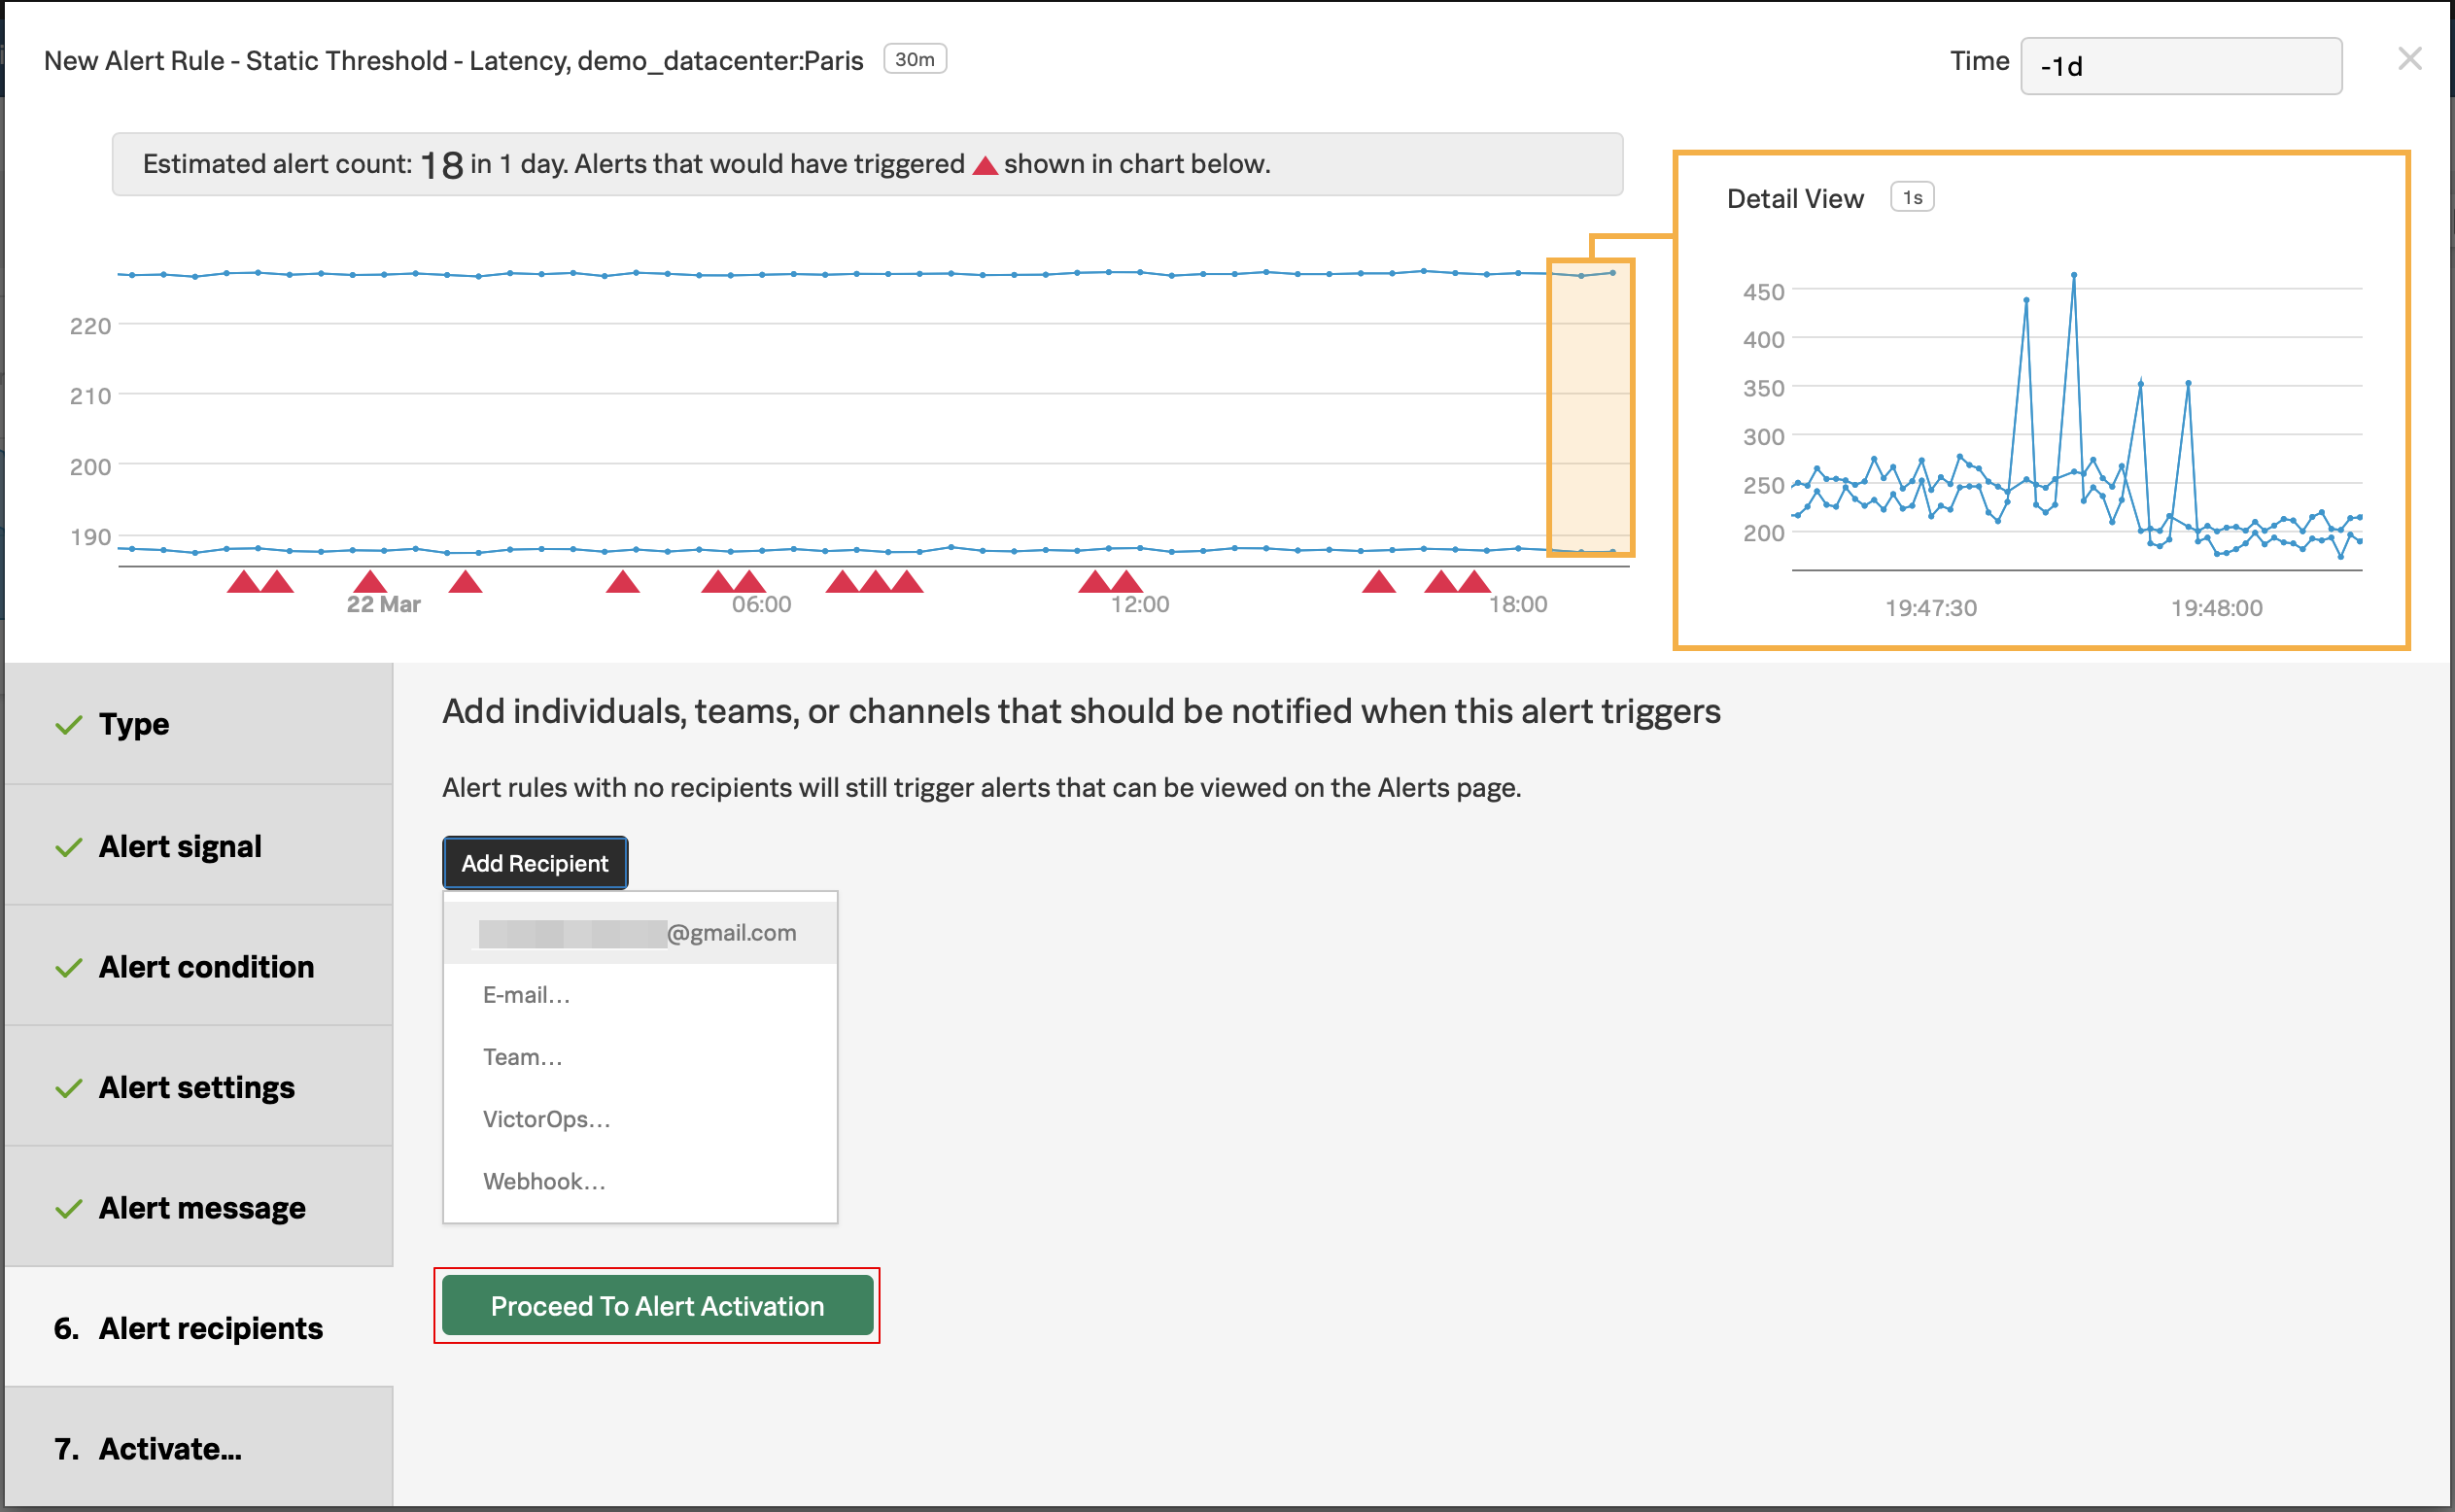 New Alert Rule - Static Threshold - Latency, demo_datacenter:Paris 30m
Time -1d
Estimated alert count: 18 in 1 day. Alerts that would have triggered shown in chart below.
Detail View 1s
220
210
200
190
22 Mar 06:00 12:00 18:00
450
400
350
300
250
200
19:47:30 19:48:00
Type
Alert signal
Alert condition
Alert settings
Alert message
6. Alert recipients
7. Activate...
Add individuals, teams, or channels that should be notified when this alert triggers
Alert rules with no recipients will still trigger alerts that can be viewed on the Alerts page.
Add Recipient
@gmail.com
E-mail...
Team...
VictorOps...
Webhook...
Proceed To Alert Activation